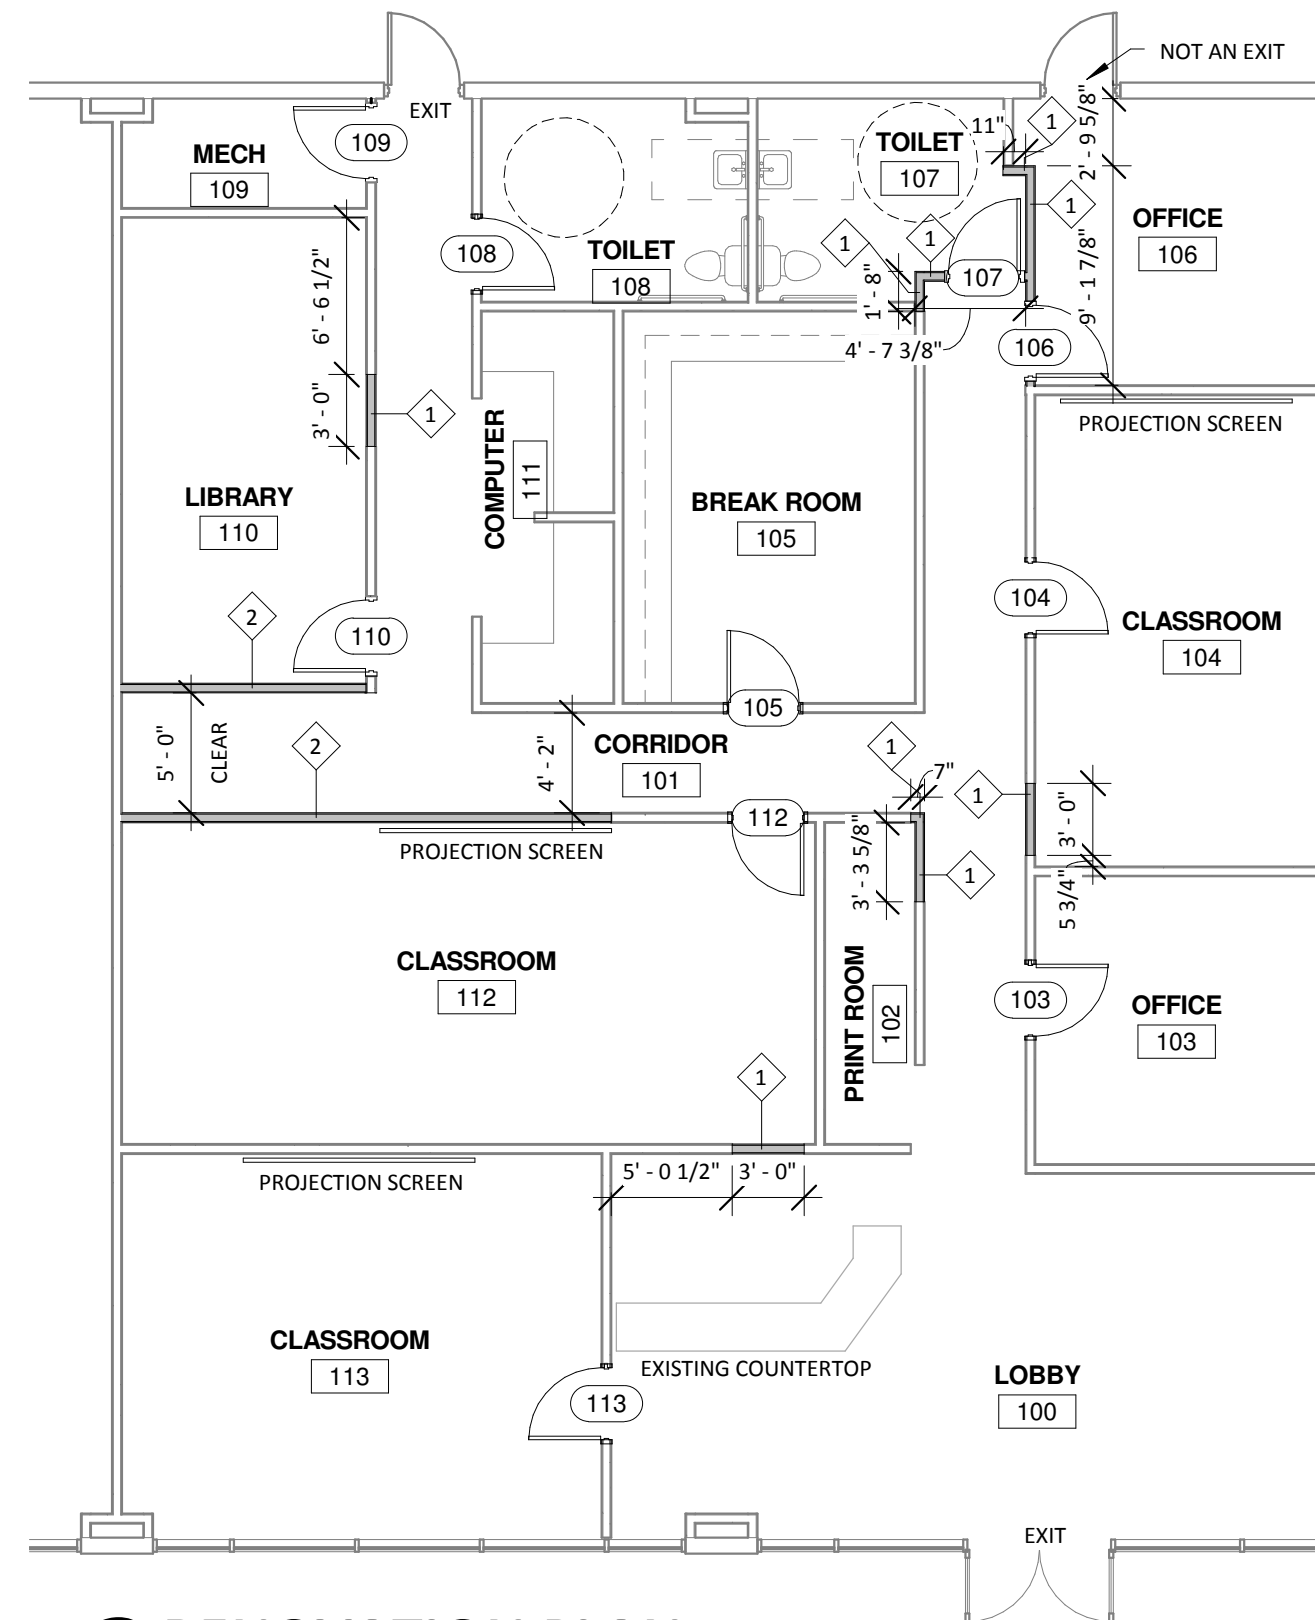 NOT AN EXIT
EXIT
109
MECH
109
11"
1
2' - 9 5/8"
TOILET
107
1
OFFICE
106
108
TOILET
108
1
1
107
1' - 8"
9' - 1 7/8"
6' - 6 1/2"
4' - 7 3/8"
106
3' - 0"
1
PROJECTION SCREEN
COMPUTER
111
LIBRARY
110
BREAK ROOM
105
104
CLASSROOM
104
2
110
105
5' - 0"
CLEAR
2
4' - 2"
CORRIDOR
101
1
7"
1
3' - 0"
112
PROJECTION SCREEN
3' - 3 5/8"
1
5 3/4"
CLASSROOM
112
PRINT ROOM
102
103
OFFICE
103
1
PROJECTION SCREEN
5' - 0 1/2"
3' - 0"
CLASSROOM
113
EXISTING COUNTERTOP
113
LOBBY
100
EXIT